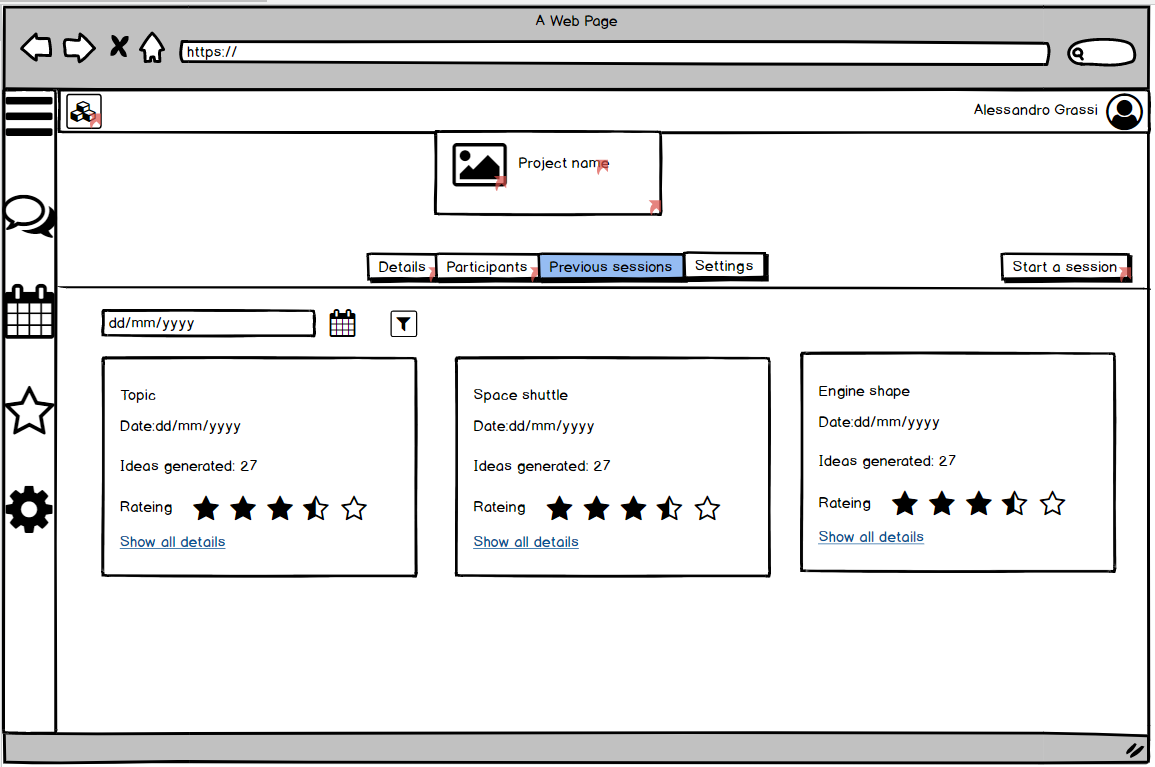 A Web Page
https://
Alessandro Grassi
Project name
Details Participants Previous sessions Settings Start a session
dd/mm/yyyy
Topic
Date:dd/mm/yyyy
Ideas generated: 27
Rateing
Show all details
Space shuttle
Date:dd/mm/yyyy
Ideas generated: 27
Rateing
Show all details
Engine shape
Date:dd/mm/yyyy
Ideas generated: 27
Rateing
Show all details